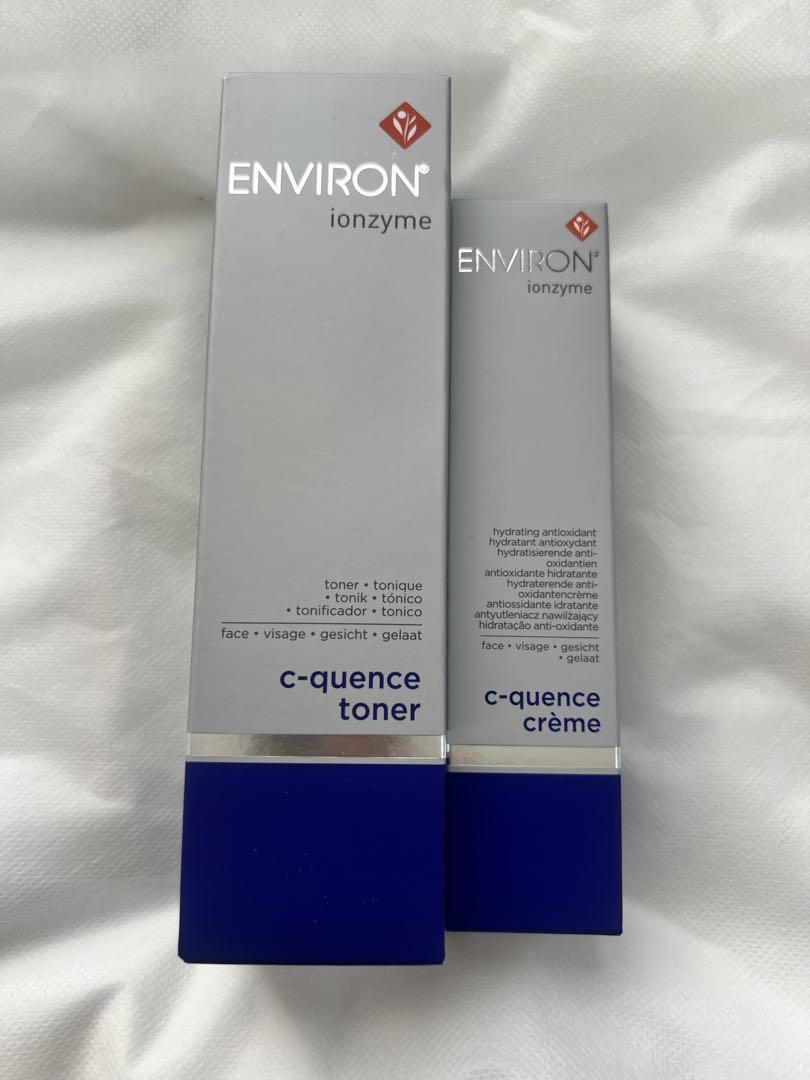 ENVIRON®
ionzyme
toner • tonique
• tonik • tónico
• tonificador • tonico
face • visage • gesicht • gelaat
c-quence
toner
ENVIRON®
ionzyme
hydrating antioxidant
hydratant antioxydant
hydratisierende anti-
oxidantien
antioxidante hidratante
hydraterende anti-
oxidantencrème
antiossidante idratante
antyutleniacz nawilżający
hidratação anti-oxidante
face • visage • gesicht
• gelaat
c-quence
crème